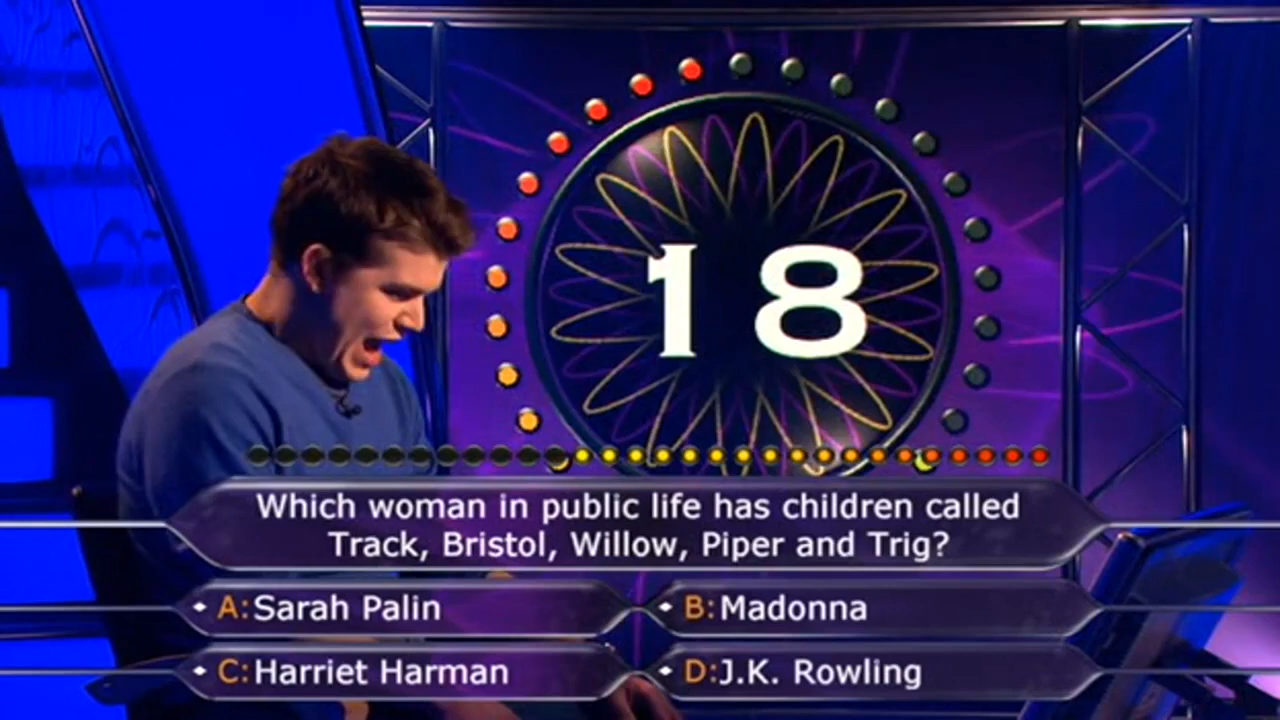 18
Which woman in public life has children called
Track, Bristol, Willow, Piper and Trig?
A: Sarah Palin
B: Madonna
C: Harriet Harman
D: J.K. Rowling